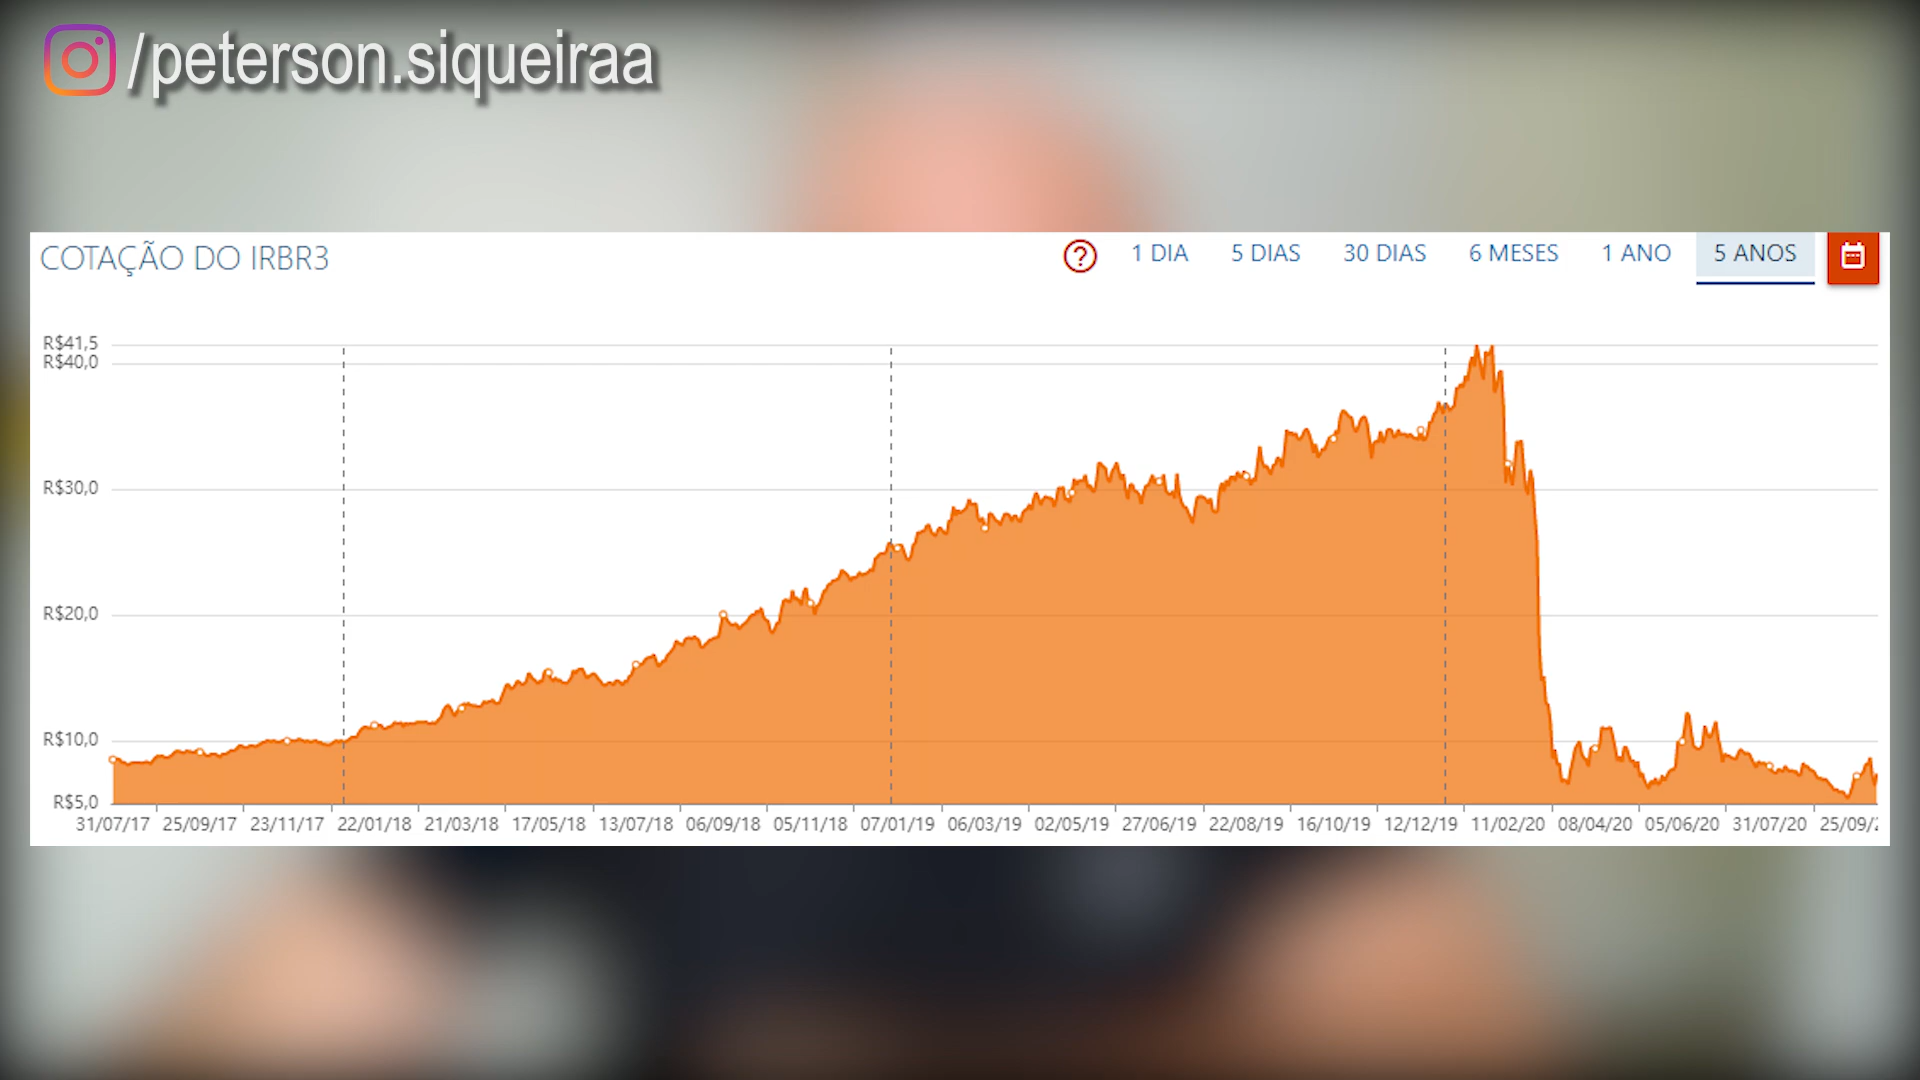 /peterson.siqueiraa
COTAÇÃO DO IRBR3
? 1 DIA 5 DIAS 30 DIAS 6 MESES 1 ANO 5 ANOS
R$41,5
R$40,0
R$30,0
R$20,0
R$10,0
R$5,0
31/07/17 25/09/17 23/11/17 22/01/18 21/03/18 17/05/18 13/07/18 06/09/18 05/11/18 07/01/19 06/03/19 02/05/19 27/06/19 22/08/19 16/10/19 12/12/19 11/02/20 08/04/20 05/06/20 31/07/20 25/09/2